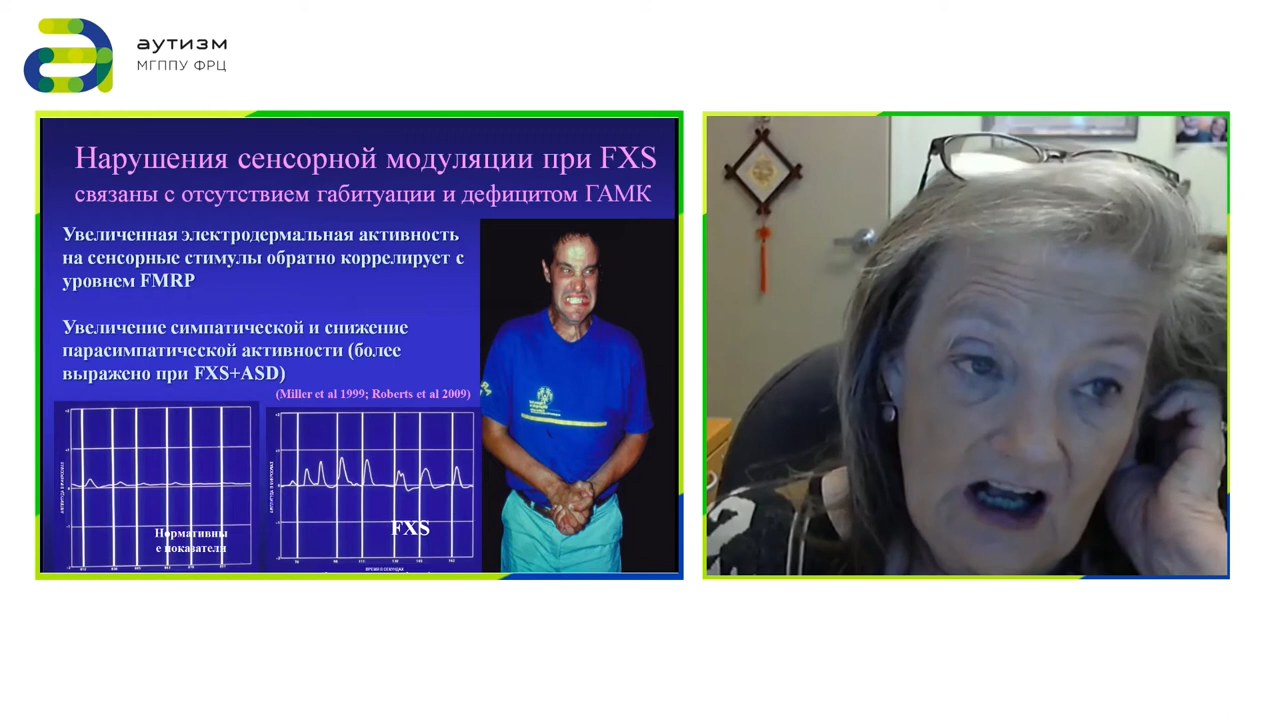 аутизм
МГППУ ФРЦ
Нарушения сенсорной модуляции при FXS
связаны с отсутствием габитуации и дефицитом ГАМК
Увеличенная электродермальная активность
на сенсорные стимулы обратно коррелирует с
уровнем FMRP
Увеличение симпатической и снижение
парасимпатической активности (более
выражено при FXS+ASD)
(Miller et al 1999; Roberts et al 2009)
Нормативны
е показатели
FXS
ВРЕМЯ В СЕКУНДАХ